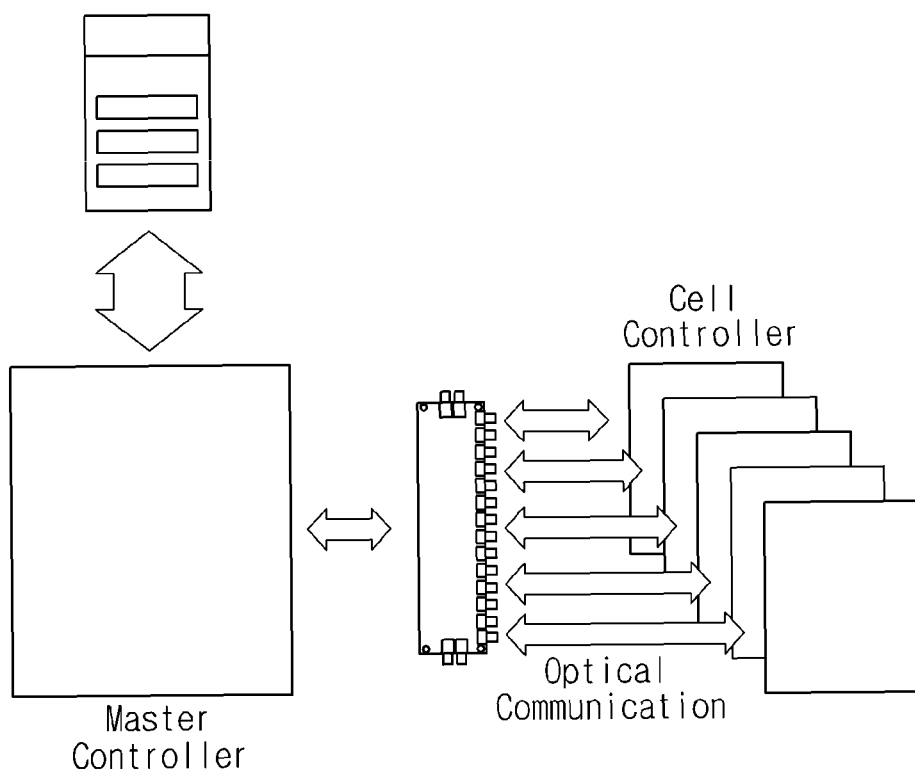 Cell
Controller
Optical
Communication
Master
Controller